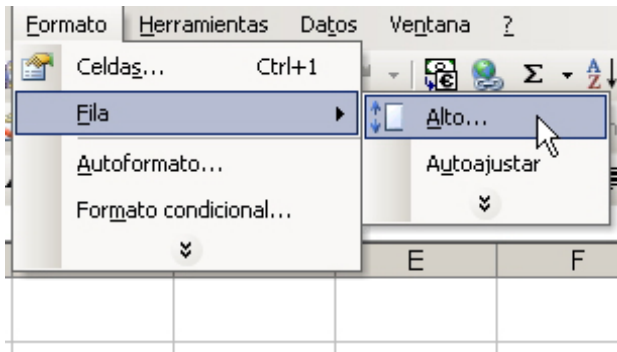 Formato Herramientas Datos Ventana ?
Celdas... Ctrl+1
Fila
Alto...
Autoformato...
Autoajustar
Formato condicional...
E F